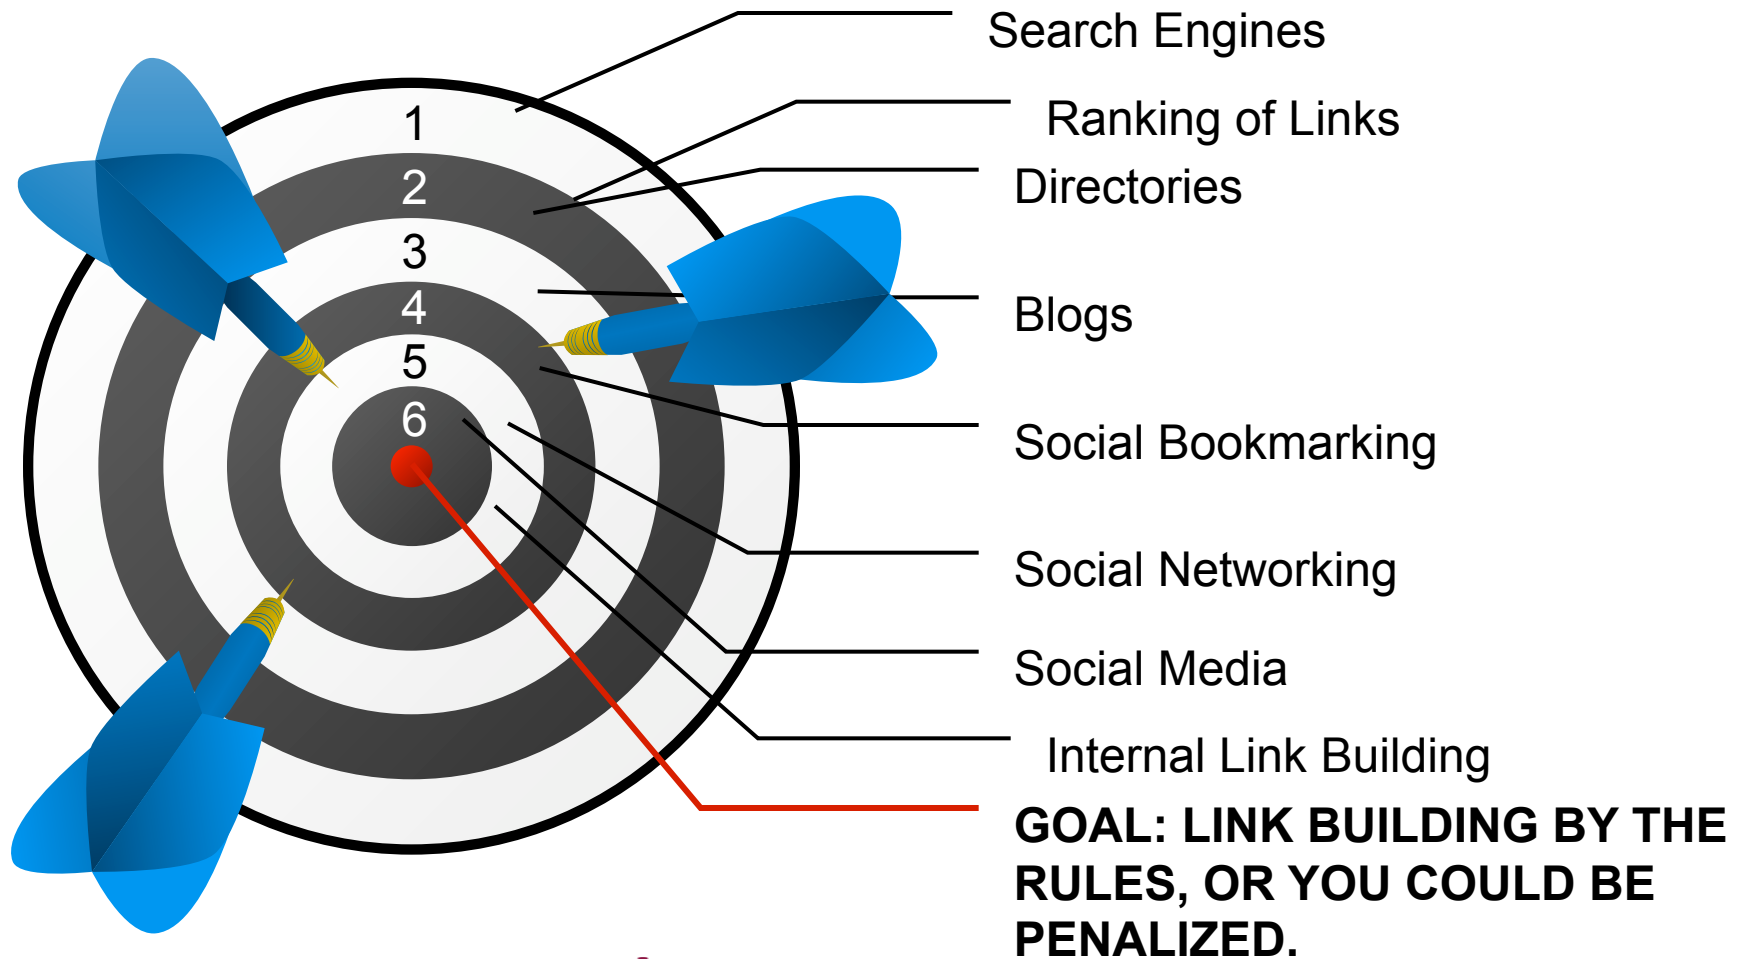 Search Engines
1
Ranking of Links
2
Directories
3
4
Blogs
5
6
Social Bookmarking
Social Networking
Social Media
Internal Link Building
GOAL: LINK BUILDING BY THE
RULES, OR YOU COULD BE
PENALIZED.